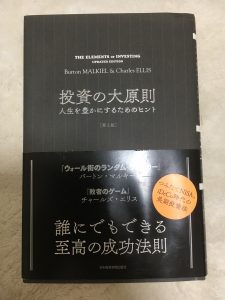 THE ELEMENTS of INVESTING
UPDATED EDITION
Burton MALKIEL & Charles ELLIS
投資の大原則
人生を豊かにするためのヒント
[第2版]
「ウォール街のランダム・ウォーカー」
バートン・マルキール
『敗者のゲーム』
チャールズ・エリス
誰にでもできる
至高の成功法則